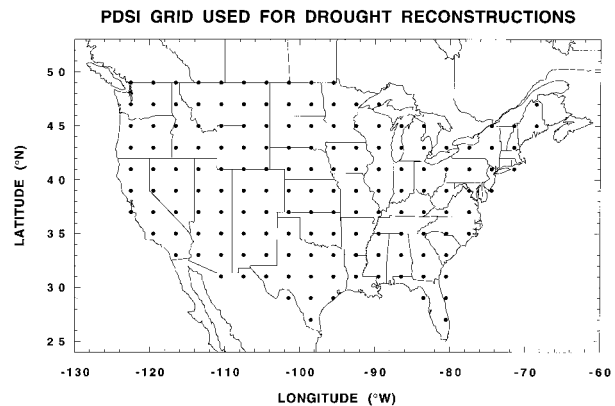 PDSI GRID USED FOR DROUGHT RECONSTRUCTIONS
50
45
40
35
30
25
LATITUDE (°N)
-130 -120 -110 -100 -90 -80 -70 -60
LONGITUDE (°W)